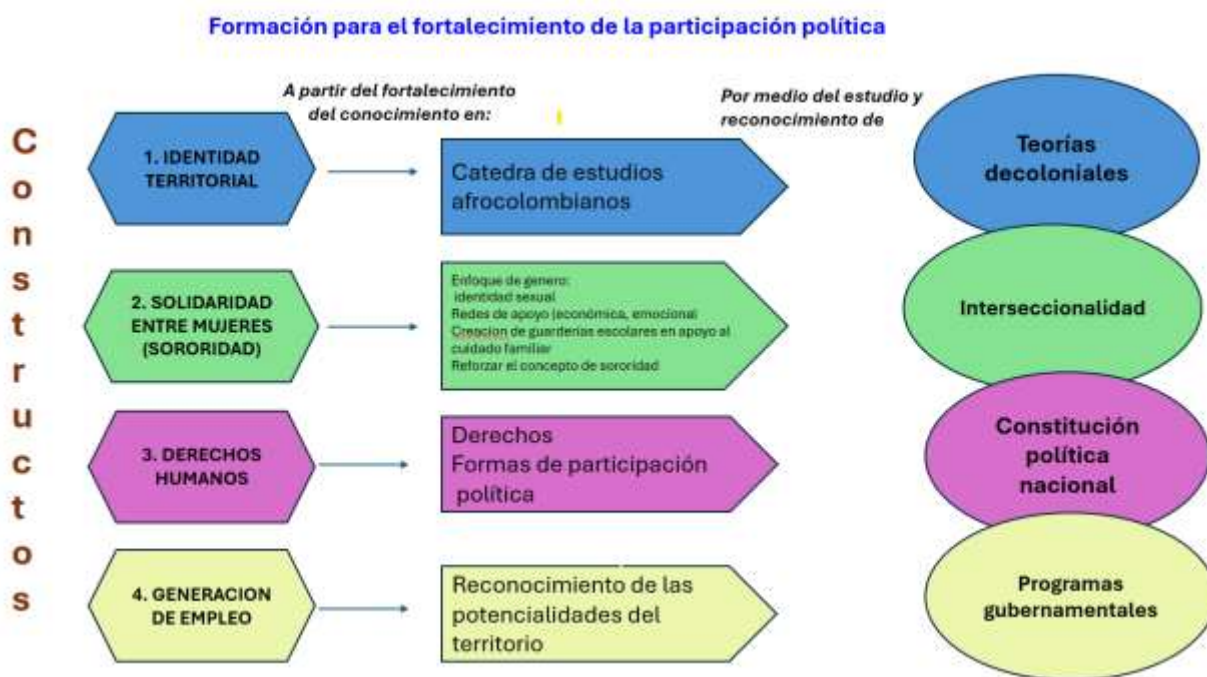 Formación para el fortalecimiento de la participación política
A partir del fortalecimiento
del conocimiento en:
Por medio del estudio y
reconocimiento de
Constructos
1. IDENTIDAD
TERRITORIAL
Catedra de estudios
afrocolombianos
Teorías
decoloniales
2. SOLIDARIDAD
ENTRE MUJERES
(SORORIDAD)
Enfoque de genero:
identidad sexual
Redes de apoyo (económica, emocional
Creacion de guarderías escolares en apoyo al
cuidado familiar
Reforzar el concepto de sororidad
Interseccionalidad
3. DERECHOS
HUMANOS
Derechos
Formas de participación
política
Constitución
política
nacional
4. GENERACION
DE EMPLEO
Reconocimiento de las
potencialidades del
territorio
Programas
gubernamentales